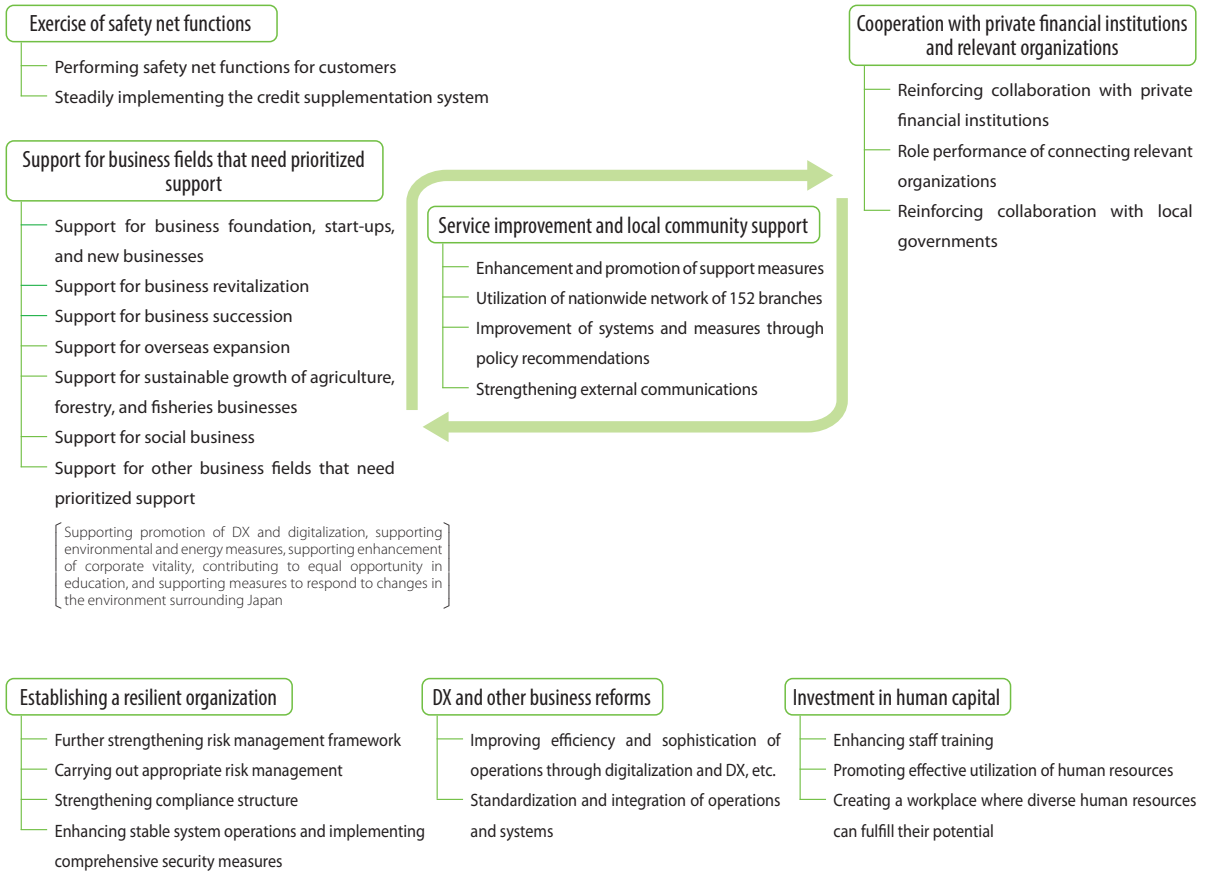 Exercise of safety net functions
Performing safety net functions for customers
Steadily implementing the credit supplementation system
Support for business fields that need prioritized
support
Support for business foundation, start-ups,
and new businesses
Support for business revitalization
Support for business succession
Support for overseas expansion
Support for sustainable growth of agriculture,
forestry, and fisheries businesses
Support for social business
Support for other business fields that need
prioritized support
Supporting promotion of DX and digitalization, supporting
environmental and energy measures, supporting enhancement
of corporate vitality, contributing to equal opportunity in
education, and supporting measures to respond to changes in
the environment surrounding Japan
Service improvement and local community support
Enhancement and promotion of support measures
Utilization of nationwide network of 152 branches
Improvement of systems and measures through
policy recommendations
Strengthening external communications
Cooperation with private financial institutions
and relevant organizations
Reinforcing collaboration with private
financial institutions
Role performance of connecting relevant
organizations
Reinforcing collaboration with local
governments
Establishing a resilient organization
Further strengthening risk management framework
Carrying out appropriate risk management
Strengthening compliance structure
Enhancing stable system operations and implementing
comprehensive security measures
DX and other business reforms
Improving efficiency and sophistication of
operations through digitalization and DX, etc.
Standardization and integration of operations
and systems
Investment in human capital
Enhancing staff training
Promoting effective utilization of human resources
Creating a workplace where diverse human resources
can fulfill their potential